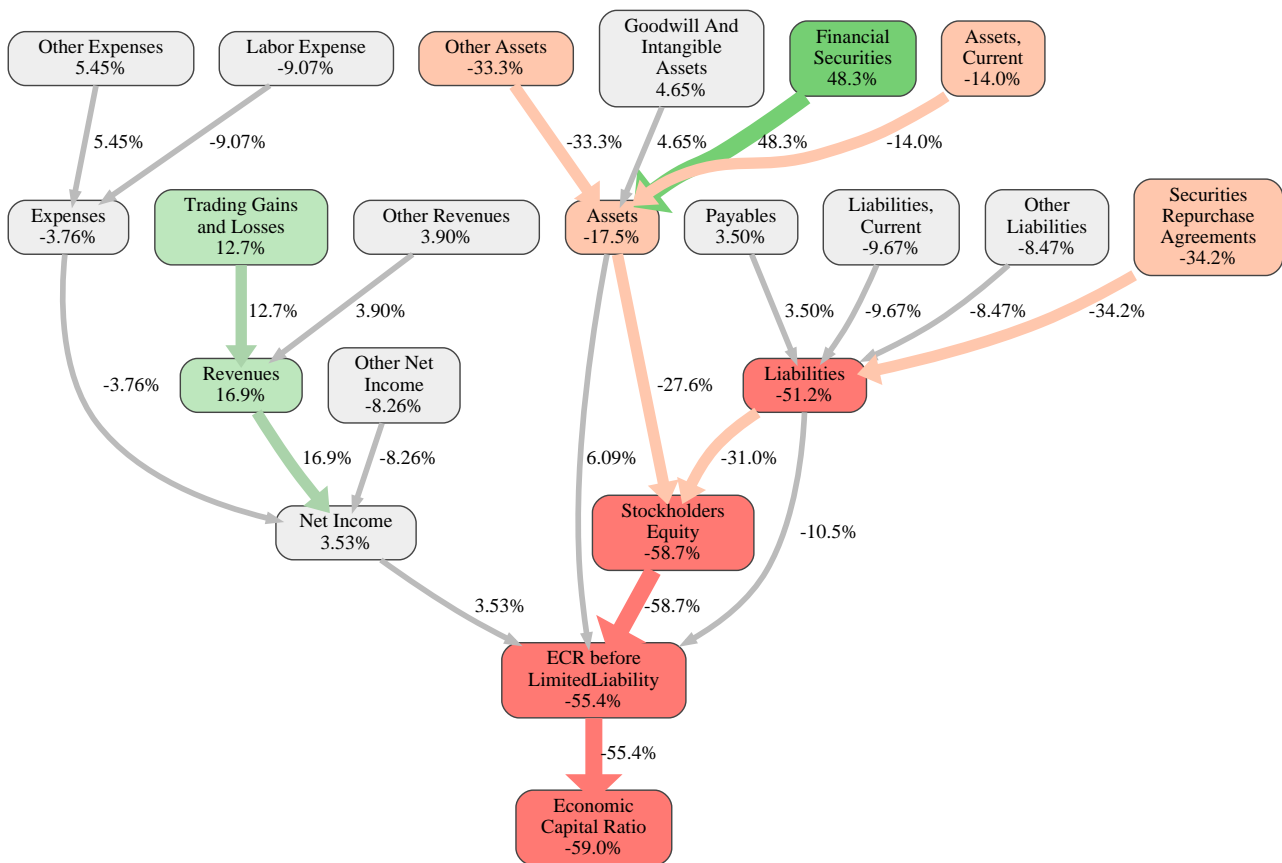 Other Expenses
5.45%
Labor Expense
-9.07%
Other Assets
-33.3%
Goodwill And
Intangible
Assets
4.65%
Financial
Securities
48.3%
Assets,
Current
-14.0%
5.45%
-9.07%
-33.3%
4.65%
48.3%
-14.0%
Expenses
-3.76%
Trading Gains
and Losses
12.7%
Other Revenues
3.90%
Assets
-17.5%
Payables
3.50%
Liabilities,
Current
-9.67%
Other
Liabilities
-8.47%
Securities
Repurchase
Agreements
-34.2%
12.7%
3.90%
3.50%
-9.67%
-8.47%
-34.2%
-3.76%
Revenues
16.9%
Other Net
Income
-8.26%
-27.6%
Liabilities
-51.2%
16.9%
-8.26%
6.09%
-31.0%
Net Income
3.53%
Stockholders
Equity
-58.7%
-10.5%
3.53%
-58.7%
ECR before
LimitedLiability
-55.4%
-55.4%
Economic
Capital Ratio
-59.0%